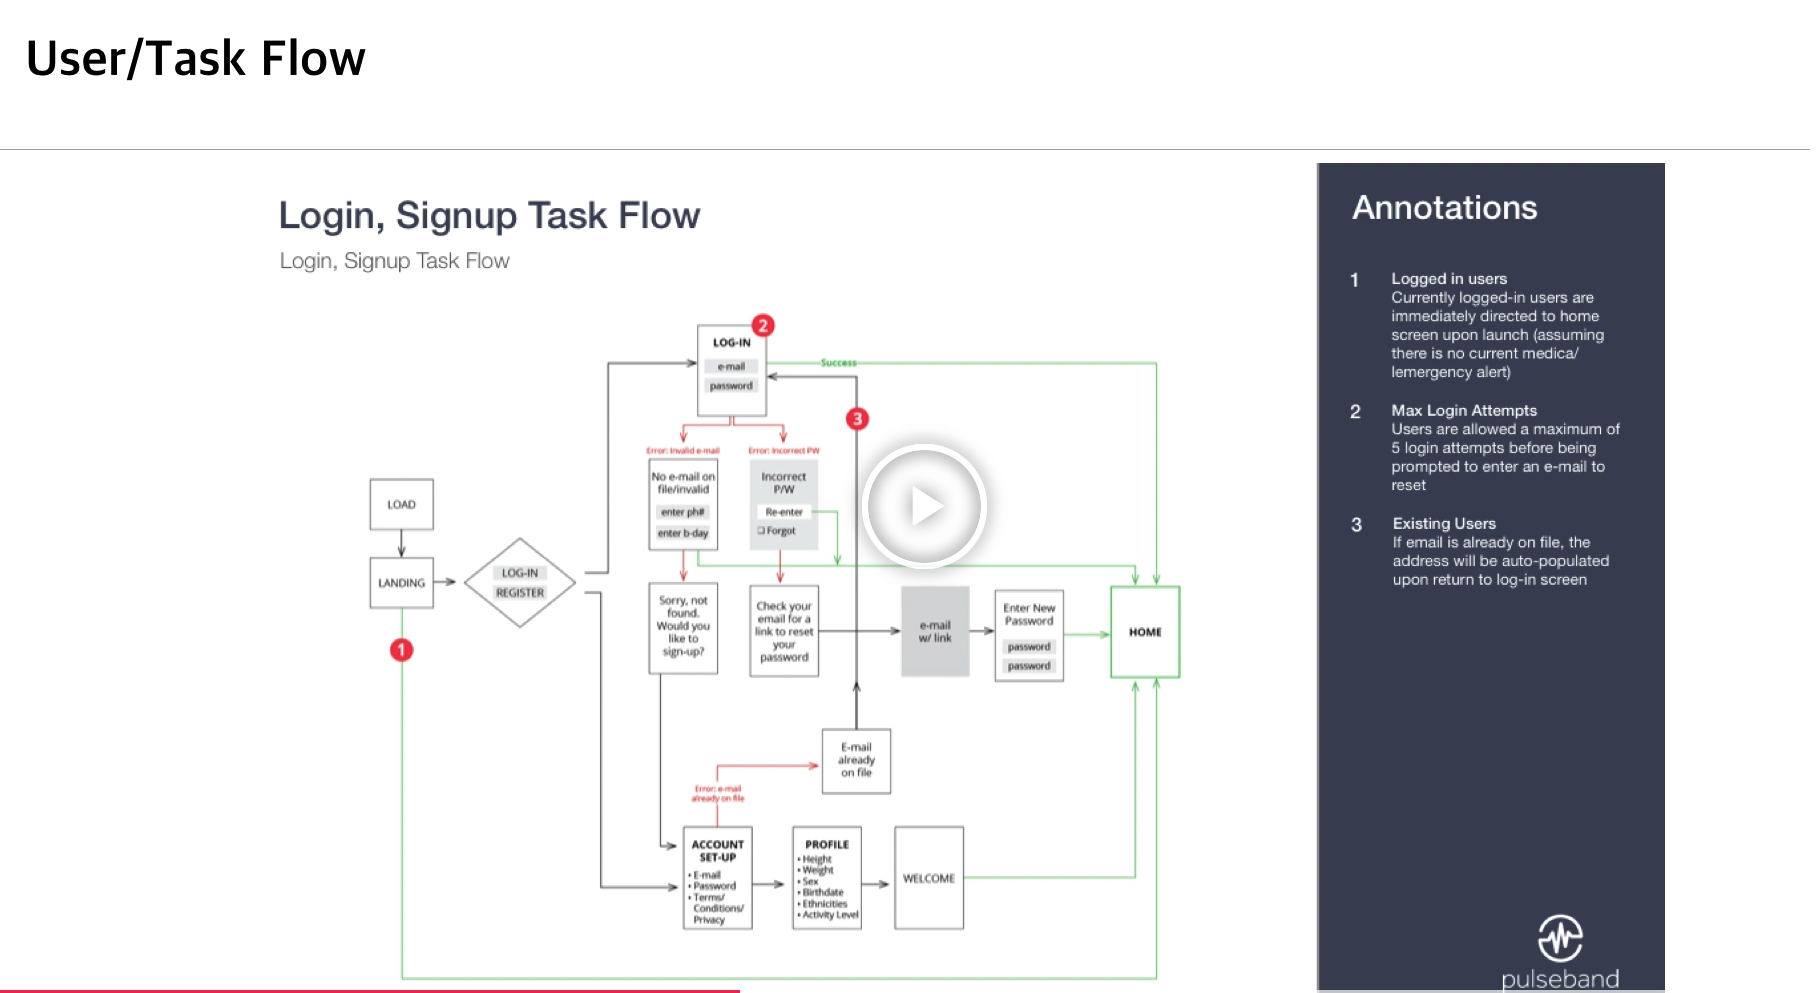 User/Task Flow
Login, Signup Task Flow
Login, Signup Task Flow
2
LOG-IN
e-mail
password
Success
3
Error: Invalid e-mail
Error: Incorrect PW
No e-mail on
file/invalid
enter ph#
enter b-day
Incorrect
P/W
Re-enter
Forgot
LOAD
LANDING
LOG-IN
REGISTER
1
Sorry, not
found.
Would you
like to
sign-up?
Check your
email for a
link to reset
your
password
e-mail
w/ link
Enter New
Password
password
password
HOME
E-mail
already
on file
Error: e-mail
already on file
ACCOUNT
SET-UP
• E-mail
• Password
• Terms/
Conditions/
Privacy
PROFILE
• Height
• Weight
• Sex
• Birthdate
• Ethnicities
• Activity Level
WELCOME
Annotations
1 Logged in users
Currently logged-in users are
immediately directed to home
screen upon launch (assuming
there is no current medica/
lemergency alert)
2 Max Login Attempts
Users are allowed a maximum of
5 login attempts before being
prompted to enter an e-mail to
reset
3 Existing Users
If email is already on file, the
address will be auto-populated
upon return to log-in screen
pulseband